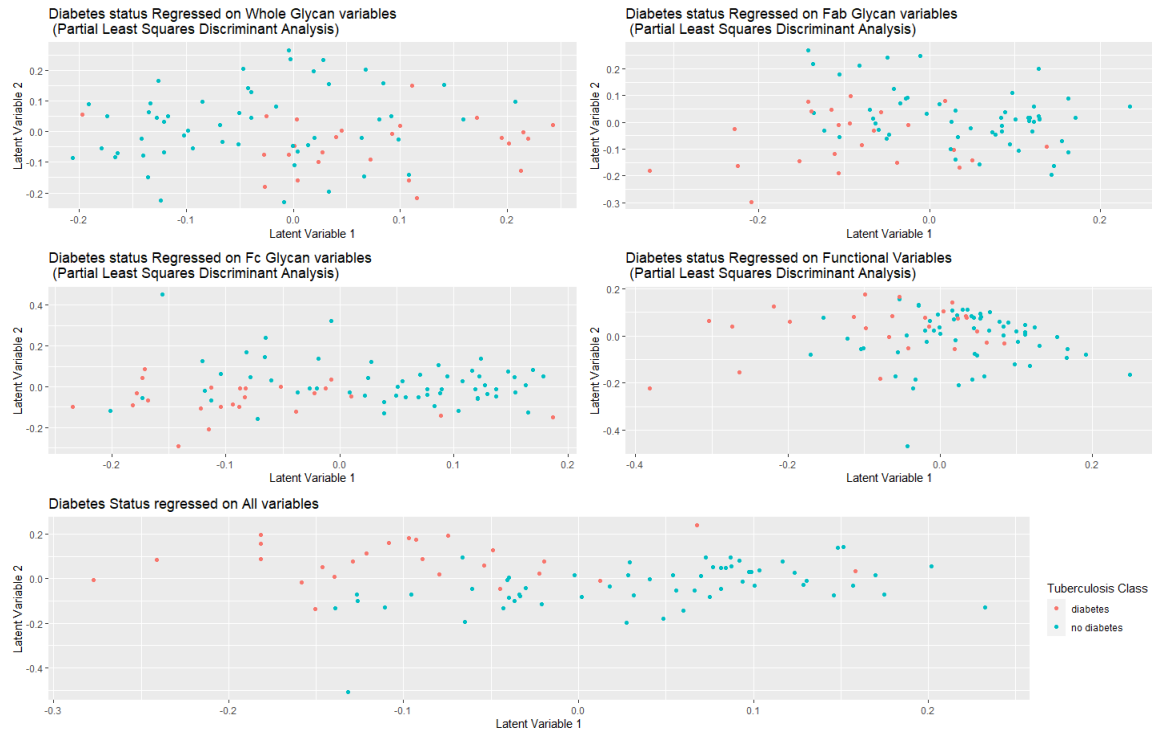 Diabetes status Regressed on Whole Glycan variables
(Partial Least Squares Discriminant Analysis)
Latent Variable 2
0.2
0.1
0.0
-0.1
-0.2
-0.2
-0.1
0.0
0.1
0.2
Latent Variable 1
Diabetes status Regressed on Fab Glycan variables
(Partial Least Squares Discriminant Analysis)
Latent Variable 2
0.2
0.1
0.0
-0.1
-0.2
-0.3
-0.2
0.0
0.2
Latent Variable 1
Diabetes status Regressed on Fc Glycan variables
(Partial Least Squares Discriminant Analysis)
Latent Variable 2
0.4
0.2
0.0
-0.2
-0.2
-0.1
0.0
0.1
0.2
Latent Variable 1
Diabetes status Regressed on Functional Variables
(Partial Least Squares Discriminant Analysis)
Latent Variable 2
0.2
0.0
-0.2
-0.4
-0.4
-0.2
0.0
0.2
Latent Variable 1
Diabetes Status regressed on All variables
Latent Variable 2
0.2
0.0
-0.2
-0.4
-0.3
-0.2
-0.1
0.0
0.1
0.2
Latent Variable 1
Tuberculosis Class
diabetes
no diabetes